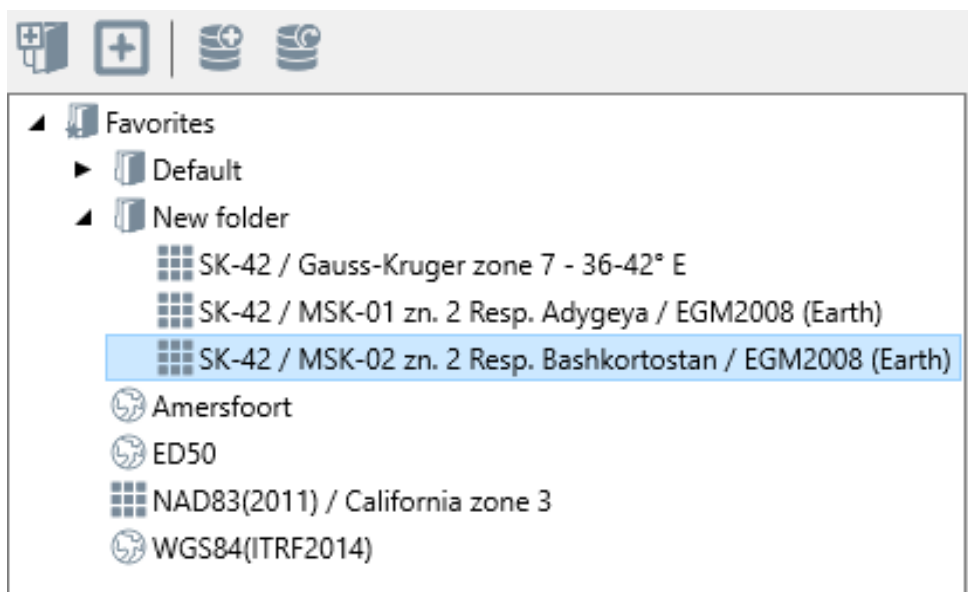 Favorites
Default
New folder
SK-42 / Gauss-Kruger zone 7 - 36-42° E
SK-42 / MSK-01 zn. 2 Resp. Adygeya / EGM2008 (Earth)
SK-42 / MSK-02 zn. 2 Resp. Bashkortostan / EGM2008 (Earth)
Amersfoort
ED50
NAD83(2011) / California zone 3
WGS84(ITRF2014)